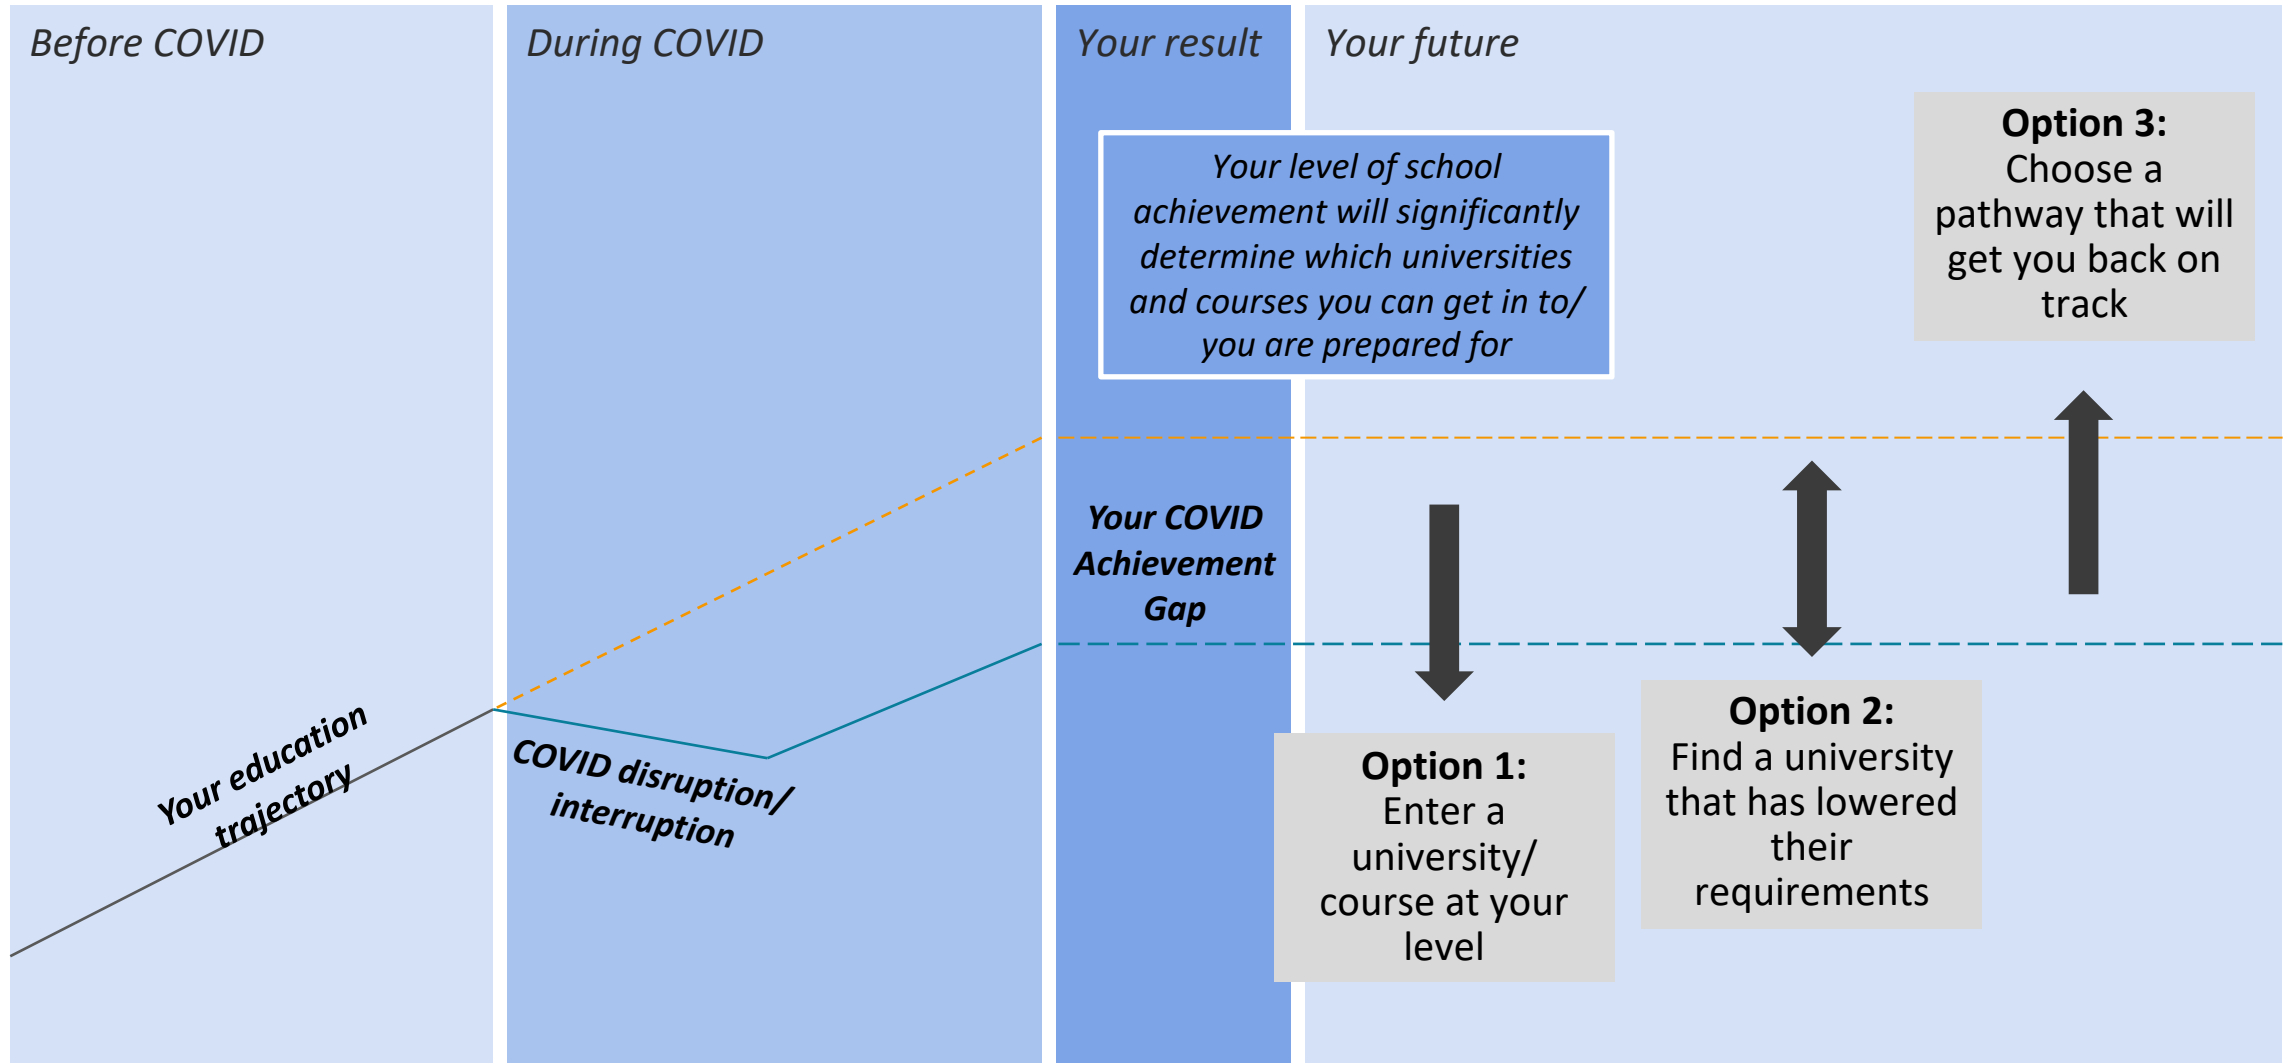 Before COVID
During COVID
Your result
Your future
Your level of school
achievement will significantly
determine which universities
and courses you can get in to/
you are prepared for
Option 3:
Choose a
pathway that will
get you back on
track
Your COVID
Achievement
Gap
Your education
trajectory
COVID disruption/
interruption
Option 1:
Enter a
university/
course at your
level
Option 2:
Find a university
that has lowered
their
requirements